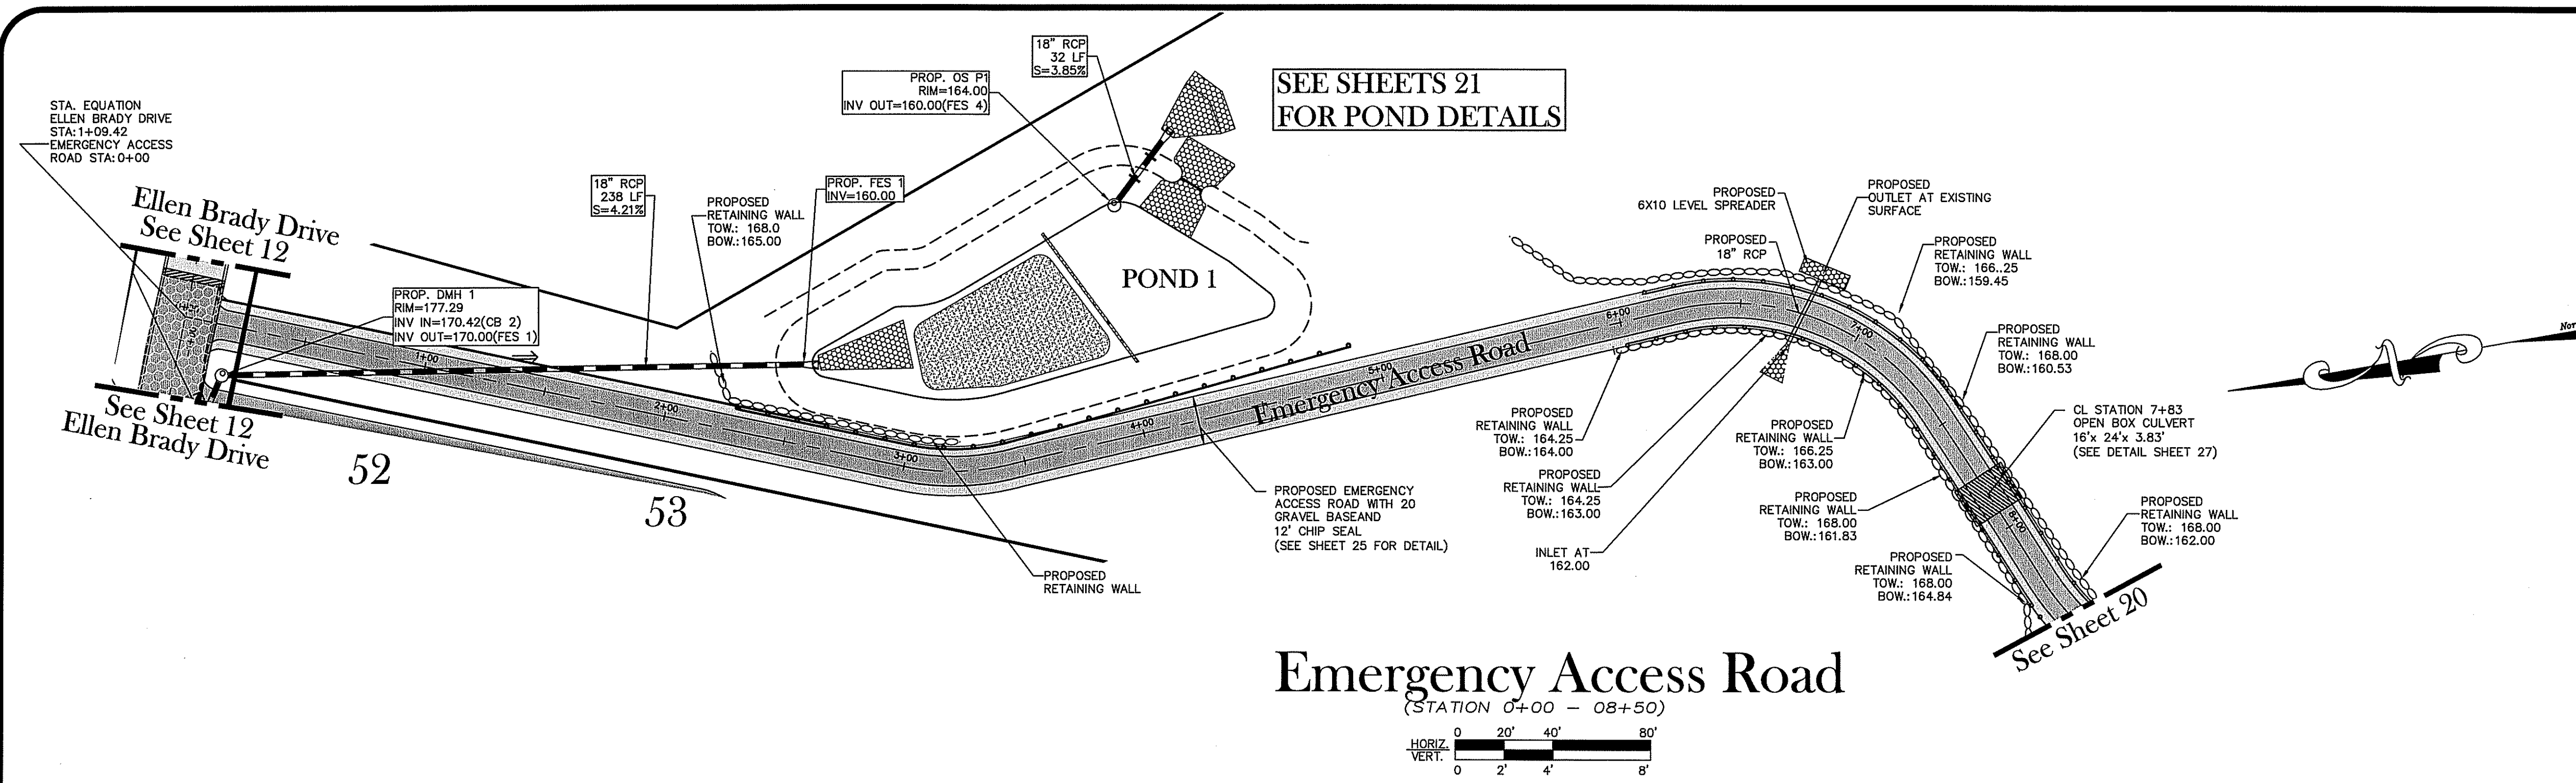 STA. EQUATION
ELLEN BRADY DRIVE
STA:1+09.42
EMERGENCY ACCESS
ROAD STA:0+00
Ellen Brady Drive
See Sheet 12
PROP. DMH 1
RIM=177.29
INV IN=170.42(CB 2)
INV OUT=170.00(FES 1)
See Sheet 12
Ellen Brady Drive
52
53
18" RCP
238 LF
S=4.21%
PROPOSED
RETAINING WALL
TOW.: 168.0
BOW.:165.00
PROP. FES 1
INV=160.00
PROP. OS P1
RIM=164.00
INV OUT=160.00(FES 4)
18" RCP
32 LF
S=3.85%
SEE SHEETS 21
FOR POND DETAILS
POND 1
1+00
2+00
3+00
4+00
5+00
6+00
7+00
8+00
Emergency Access Road
PROPOSED
RETAINING WALL
PROPOSED EMERGENCY
ACCESS ROAD WITH 20
GRAVEL BASEAND
12' CHIP SEAL
(SEE SHEET 25 FOR DETAIL)
PROPOSED
6X10 LEVEL SPREADER
PROPOSED
18" RCP
PROPOSED
OUTLET AT EXISTING
SURFACE
PROPOSED
RETAINING WALL
TOW.: 166..25
BOW.:159.45
PROPOSED
RETAINING WALL
TOW.: 168.00
BOW.:160.53
CL STATION 7+83
OPEN BOX CULVERT
16'x 24'x 3.83'
(SEE DETAIL SHEET 27)
PROPOSED
RETAINING WALL
TOW.: 168.00
BOW.:162.00
PROPOSED
RETAINING WALL
TOW.: 164.25
BOW.:164.00
PROPOSED
RETAINING WALL
TOW.: 164.25
BOW.:163.00
INLET AT
162.00
PROPOSED
RETAINING WALL
TOW.: 166.25
BOW.:163.00
PROPOSED
RETAINING WALL
TOW.: 168.00
BOW.:161.83
PROPOSED
RETAINING WALL
TOW.: 168.00
BOW.:164.84
See Sheet 20
Emergency Access Road
(STATION 0+00 - 08+50)
0 20' 40' 80'
HORIZ.
VERT.
0 2' 4' 8'